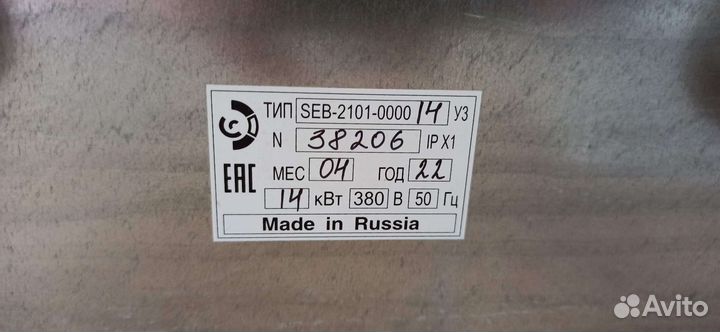 ТИП SEB-2101-0000 14 У3
N 38206 IP X1
МЕС 04 ГОД 22
14 кВт 380 В 50 Гц
EAC
Made in Russia
Avito